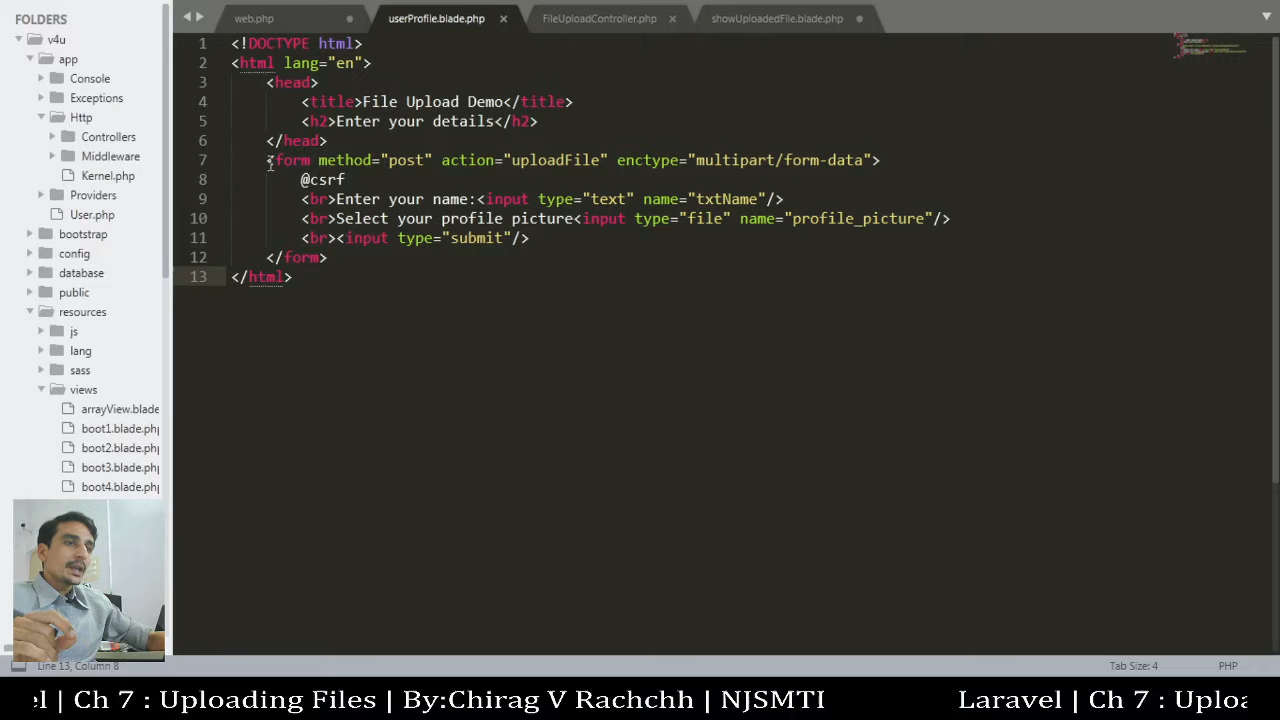 FOLDERS
v4u
app
Console
Exceptions
Http
Controllers
Middleware
Kernel.php
Providers
User.php
bootstrap
config
database
public
resources
js
lang
sass
views
arrayView.blade
boot1.blade.php
boot2.blade.php
boot3.blade.php
boot4.blade.php
web.php
userProfile.blade.php
FileUploadController.php
showUploadedFile.blade.php
1 <!DOCTYPE html>
2 <html lang="en">
3 <head>
4 <title>File Upload Demo</title>
5 <h2>Enter your details</h2>
6 </head>
7 <form method="post" action="uploadFile" enctype="multipart/form-data">
8 @csrf
9 <br>Enter your name:<input type="text" name="txtName"/>
10 <br>Select your profile picture<input type="file" name="profile_picture"/>
11 <br><input type="submit"/>
12 </form>
13 </html>
Line 13, Column 8
Tab Size: 4
PHP
el | Ch 7 : Uploading Files | By:Chirag V Rachchh | NJSMTI
Laravel | Ch 7 : Uploa